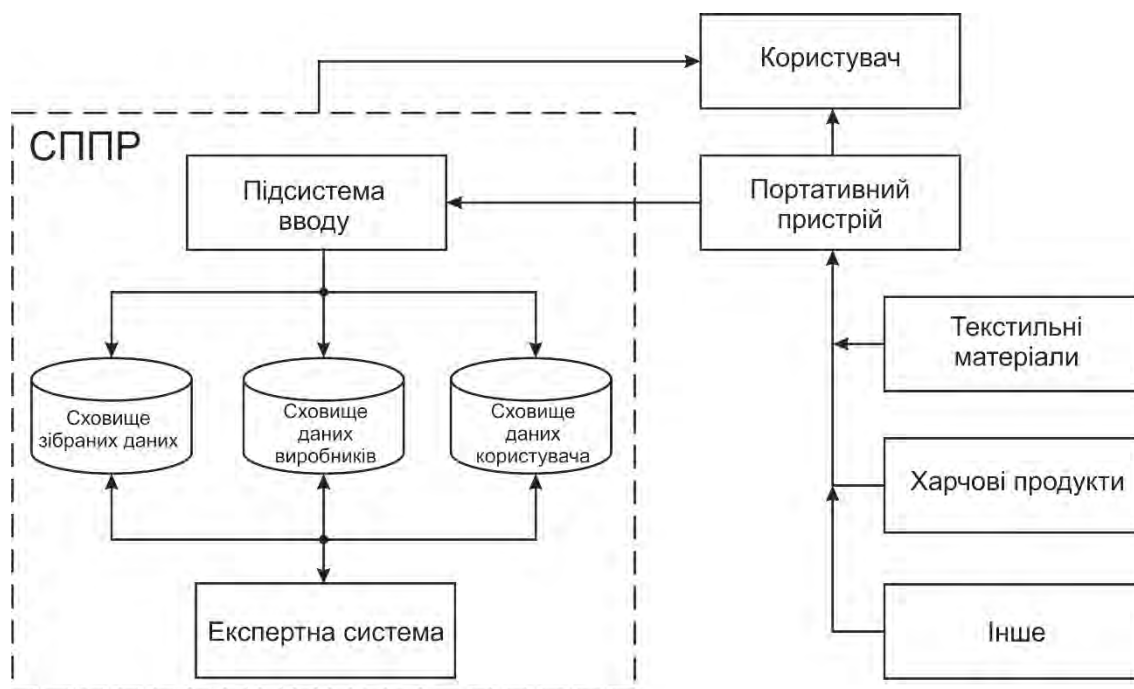 Користувач
СППР
Підсистема
вводу
Портативний
пристрій
Текстильні
матеріали
Сховище
зібраних даних
Сховище
даних
виробників
Сховище
даних
користувача
Харчові продукти
Експертна система
Інше